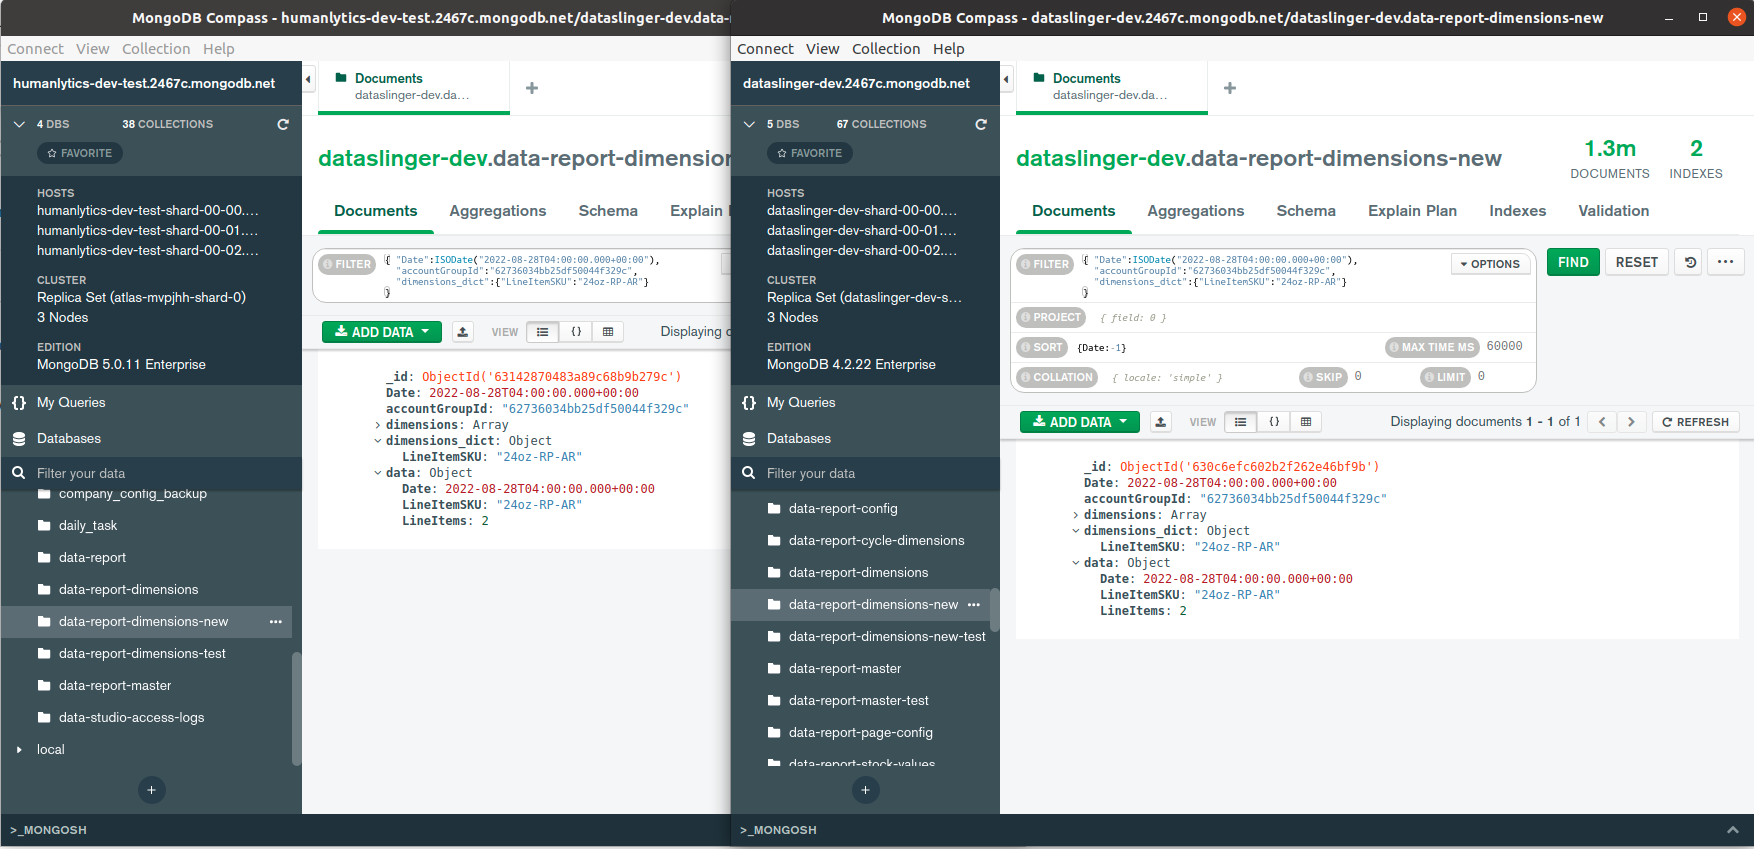 MongoDB Compass - humanlytics-dev-test.2467c.mongodb.net/dataslinger-dev.data-
Connect View Collection Help
humanlytics-dev-test.2467c.mongodb.net
4 DBS 38 COLLECTIONS
FAVORITE
HOSTS
humanlytics-dev-test-shard-00-00....
humanlytics-dev-test-shard-00-01....
humanlytics-dev-test-shard-00-02....
CLUSTER
Replica Set (atlas-mvpjhh-shard-0)
3 Nodes
EDITION
MongoDB 5.0.11 Enterprise
{} My Queries
Databases
Filter your data
company_config_backup
daily_task
data-report
data-report-dimensions
data-report-dimensions-new ...
data-report-dimensions-test
data-report-master
data-studio-access-logs
local
+
>_MONGOSH
Documents
dataslinger-dev.da...
+
dataslinger-dev.data-report-dimension
Documents Aggregations Schema Explain
FILTER { "Date":ISODate("2022-08-28T04:00:00.000+00:00"),
"accountGroupId":"62736034bb25df50044f329c",
"dimensions_dict":{"LineItemSKU":"24oz-RP-AR"}
}
ADD DATA VIEW {} Displaying
_id: ObjectId('63142870483a89c68b9b279c')
Date: 2022-08-28T04:00:00.000+00:00
accountGroupId: "62736034bb25df50044f329c"
dimensions: Array
dimensions_dict: Object
LineItemSKU: "24oz-RP-AR"
data: Object
Date: 2022-08-28T04:00:00.000+00:00
LineItemSKU: "24oz-RP-AR"
LineItems: 2
MongoDB Compass - dataslinger-dev.2467c.mongodb.net/dataslinger-dev.data-report-dimensions-new
Connect View Collection Help
dataslinger-dev.2467c.mongodb.net
5 DBS 67 COLLECTIONS
FAVORITE
HOSTS
dataslinger-dev-shard-00-00....
dataslinger-dev-shard-00-01....
dataslinger-dev-shard-00-02....
CLUSTER
Replica Set (dataslinger-dev-s...
3 Nodes
EDITION
MongoDB 4.2.22 Enterprise
{} My Queries
Databases
Filter your data
data-report-config
data-report-cycle-dimensions
data-report-dimensions
data-report-dimensions-new ...
data-report-dimensions-new-test
data-report-master
data-report-master-test
data-report-page-config
data-report-stock-values
+
>_MONGOSH
Documents
dataslinger-dev.da...
+
dataslinger-dev.data-report-dimensions-new
1.3m DOCUMENTS
2 INDEXES
Documents Aggregations Schema Explain Plan Indexes Validation
FILTER { "Date":ISODate("2022-08-28T04:00:00.000+00:00"),
"accountGroupId":"62736034bb25df50044f329c",
"dimensions_dict":{"LineItemSKU":"24oz-RP-AR"}
}
OPTIONS FIND RESET ...
PROJECT { field: 0 }
SORT {Date:-1} MAX TIME MS 60000
COLLATION { locale: 'simple' } SKIP 0 LIMIT 0
ADD DATA VIEW {} Displaying documents 1 - 1 of 1 < > REFRESH
_id: ObjectId('630c6efc602b2f262e46bf9b')
Date: 2022-08-28T04:00:00.000+00:00
accountGroupId: "62736034bb25df50044f329c"
dimensions: Array
dimensions_dict: Object
LineItemSKU: "24oz-RP-AR"
data: Object
Date: 2022-08-28T04:00:00.000+00:00
LineItemSKU: "24oz-RP-AR"
LineItems: 2